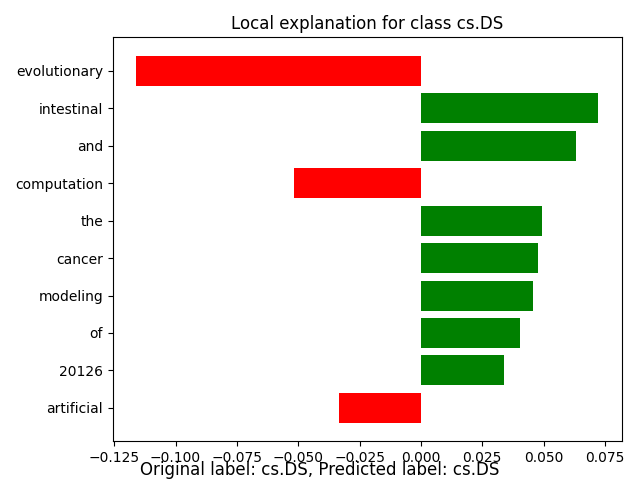 Local explanation for class cs.DS
evolutionary
intestinal
and
computation
the
cancer
modeling
of
20126
artificial
−0.125 −0.100 −0.075 −0.050 −0.025 0.000 0.025 0.050 0.075
Original label: cs.DS, Predicted label: cs.DS